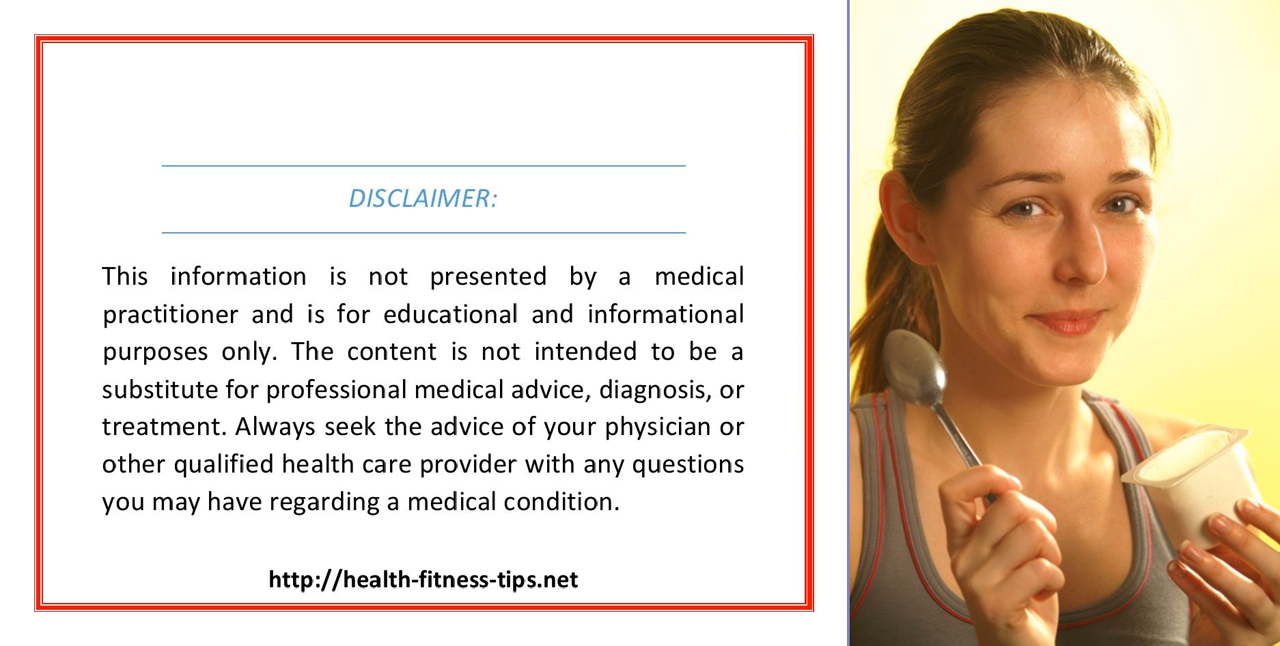 DISCLAIMER:
This information is not presented by a medical
practitioner and is for educational and informational
purposes only. The content is not intended to be a
substitute for professional medical advice, diagnosis, or
treatment. Always seek the advice of your physician or
other qualified health care provider with any questions
you may have regarding a medical condition.
http://health-fitness-tips.net